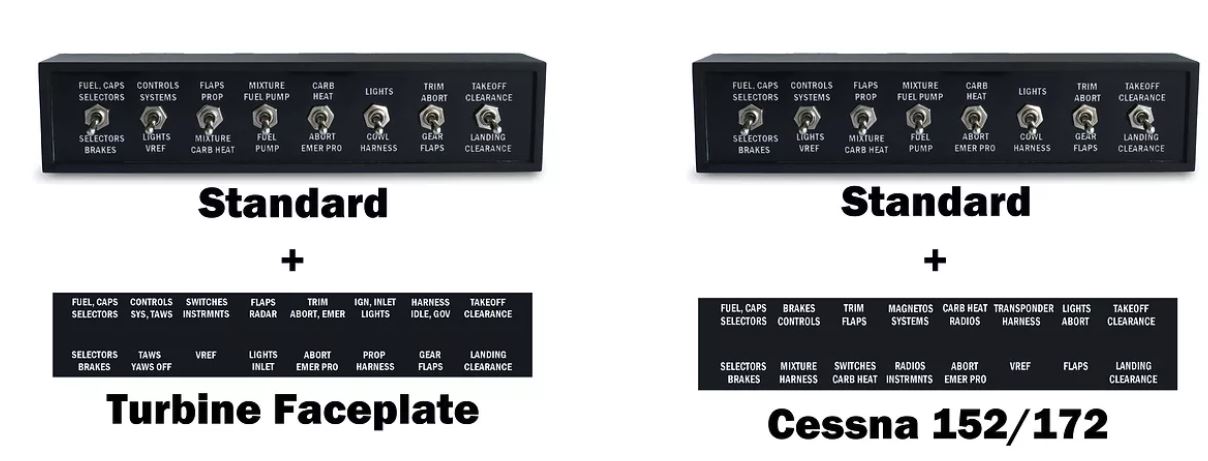 FUEL, CAPS CONTROLS FLAPS MIXTURE CARB LIGHTS TRIM TAKEOFF
SELECTORS SYSTEMS PROP FUEL PUMP HEAT ABORT CLEARANCE
SELECTORS LIGHTS MIXTURE FUEL ABORT COWL GEAR LANDING
BRAKES VREF CARB HEAT PUMP EMER PRO HARNESS FLAPS CLEARANCE
Standard
+
FUEL, CAPS CONTROLS SWITCHES FLAPS TRIM IGN, INLET HARNESS TAKEOFF
SELECTORS SYS, TAWS INSTRMNTS RADAR ABORT, EMER LIGHTS IDLE, GOV CLEARANCE
SELECTORS TAWS VREF LIGHTS ABORT PROP GEAR LANDING
BRAKES YAWS OFF INLET EMER PRO HARNESS FLAPS CLEARANCE
Turbine Faceplate
FUEL, CAPS CONTROLS FLAPS MIXTURE CARB LIGHTS TRIM TAKEOFF
SELECTORS SYSTEMS PROP FUEL PUMP HEAT ABORT CLEARANCE
SELECTORS LIGHTS MIXTURE FUEL ABORT COWL GEAR LANDING
BRAKES VREF CARB HEAT PUMP EMER PRO HARNESS FLAPS CLEARANCE
Standard
+
FUEL, CAPS BRAKES TRIM MAGNETOS CARB HEAT TRANSPONDER LIGHTS TAKEOFF
SELECTORS CONTROLS FLAPS SYSTEMS RADIOS HARNESS ABORT CLEARANCE
SELECTORS MIXTURE SWITCHES RADIOS ABORT VREF FLAPS LANDING
BRAKES HARNESS CARB HEAT INSTRMNTS EMER PRO CLEARANCE
Cessna 152/172